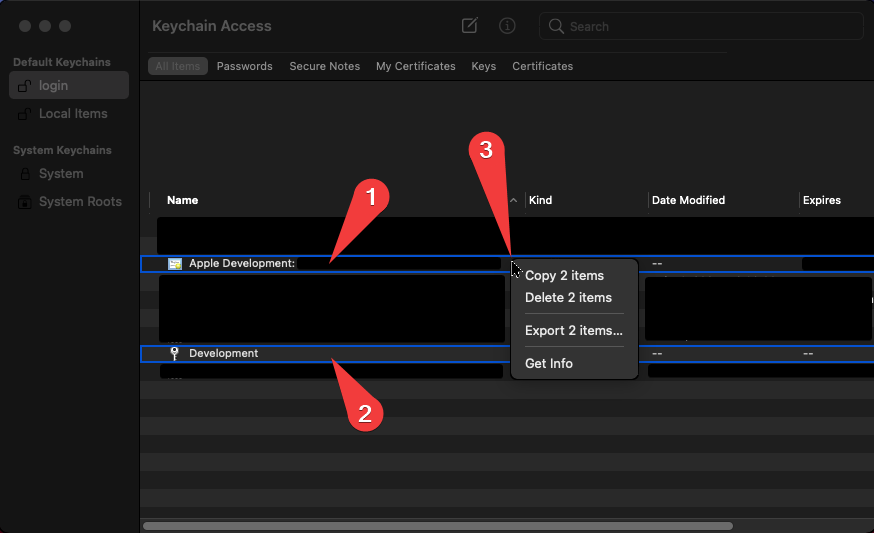 Keychain Access
Search
Default Keychains
login
Local Items
System Keychains
System
System Roots
All Items Passwords Secure Notes My Certificates Keys Certificates
3
1
Name Kind Date Modified Expires
Apple Development: --
Copy 2 items
Delete 2 items
Export 2 items...
Development -- --
Get Info
2